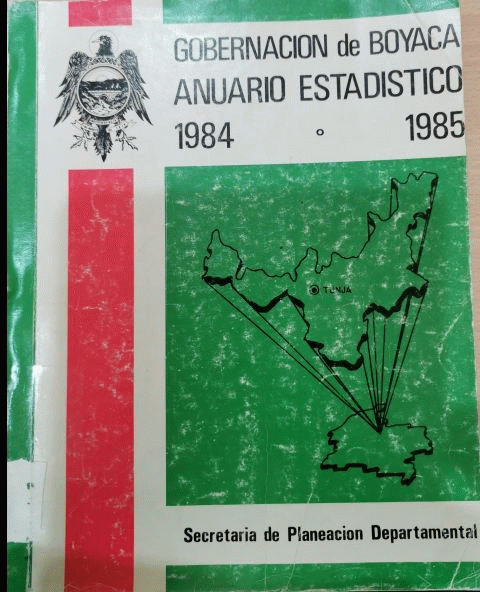 GOBERNACION de BOYACA
ANUARIO ESTADISTICO
1984 o 1985
TUNJA
Secretaria de Planeacion Departamental